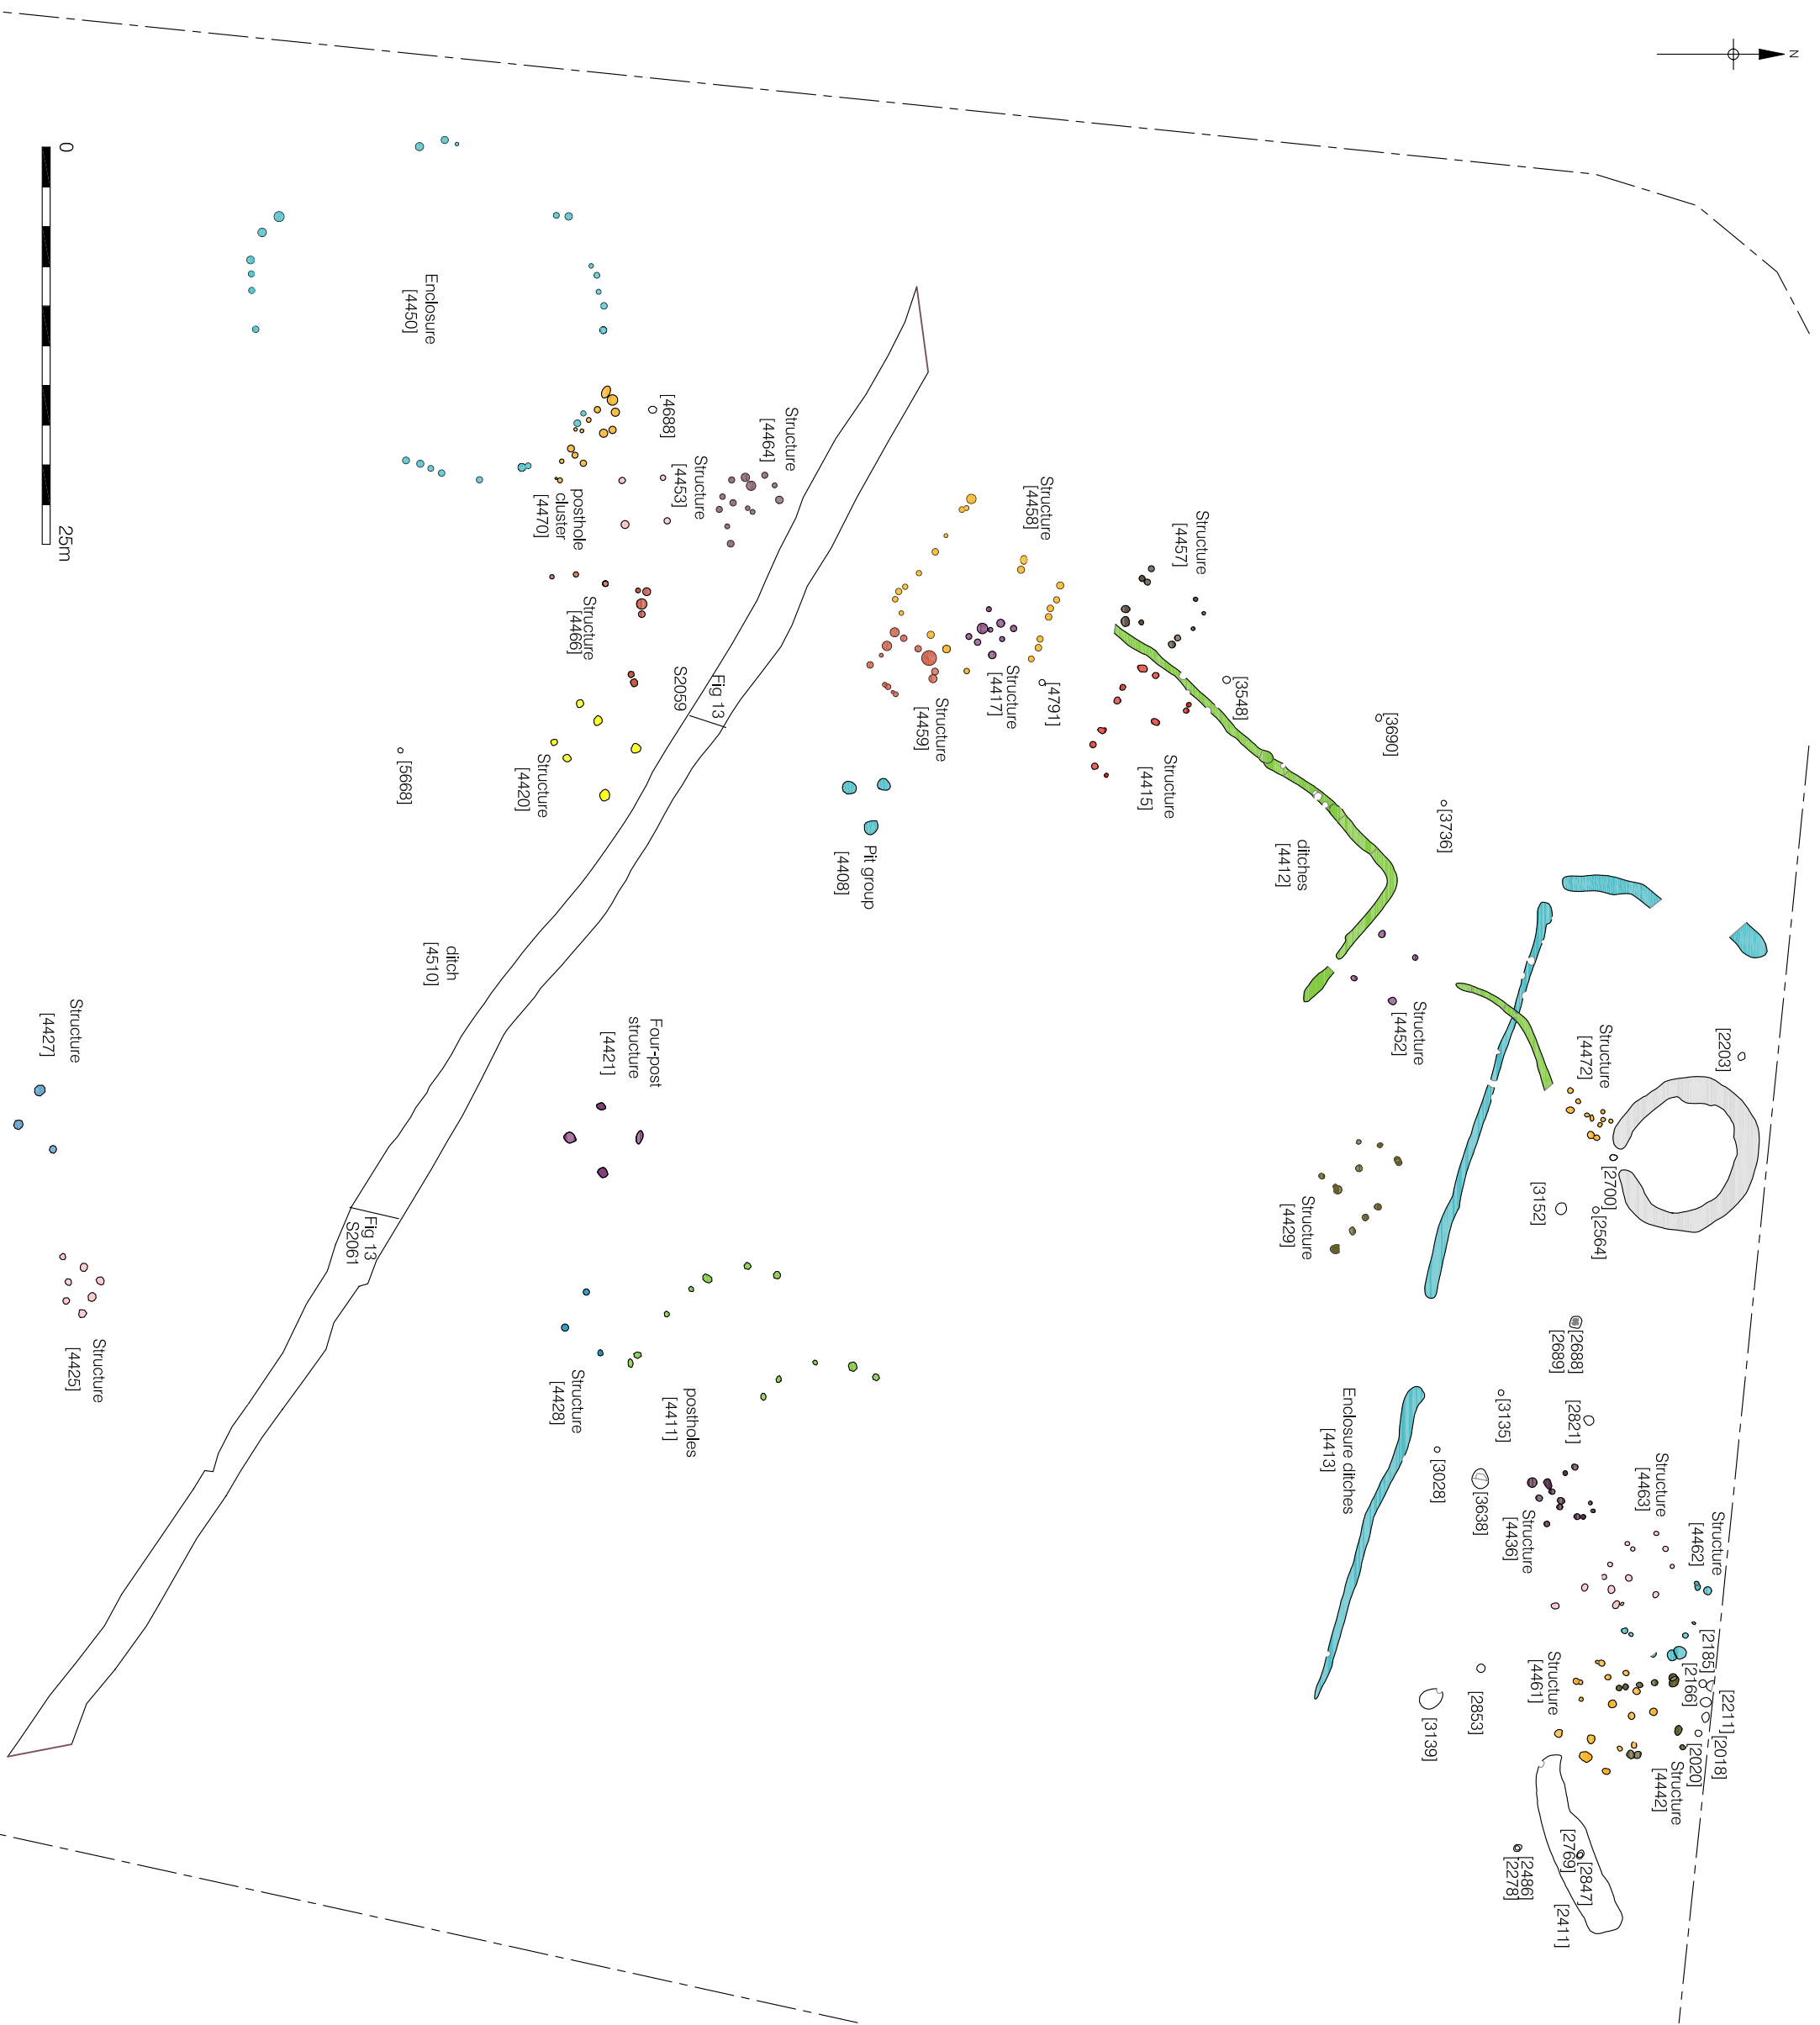 N
0
25m
Enclosure
[4450]
[4688]
Structure
[4464]
Structure
[4453]
posthole
cluster
[4470]
Structure
[4466]
Structure
[4458]
Structure
[4457]
Structure
[4417]
[4791]
Structure
[4459]
[3548]
[3690]
Structure
[4415]
[3736]
ditches
[4412]
Fig 13
S2059
Structure
[4420]
[5668]
Pit group
[4408]
ditch
[4510]
Structure
[4427]
Four-post
structure
[4421]
Structure
[4452]
Structure
[4472]
[2203]
[2700]
[2564]
[3152]
Structure
[4429]
Fig 13
S2061
Structure
[4425]
Structure
[4428]
postholes
[4411]
[2688]
[2689]
[3135]
[2821]
Enclosure ditches
[4413]
[3028]
[3638]
Structure
[4436]
Structure
[4463]
Structure
[4462]
[2185]
[2166]
[2211]
[2018]
[2020]
Structure
[4461]
[2853]
[3139]
Structure
[4442]
[2769]
[2847]
[2411]
[2486]
[2278]